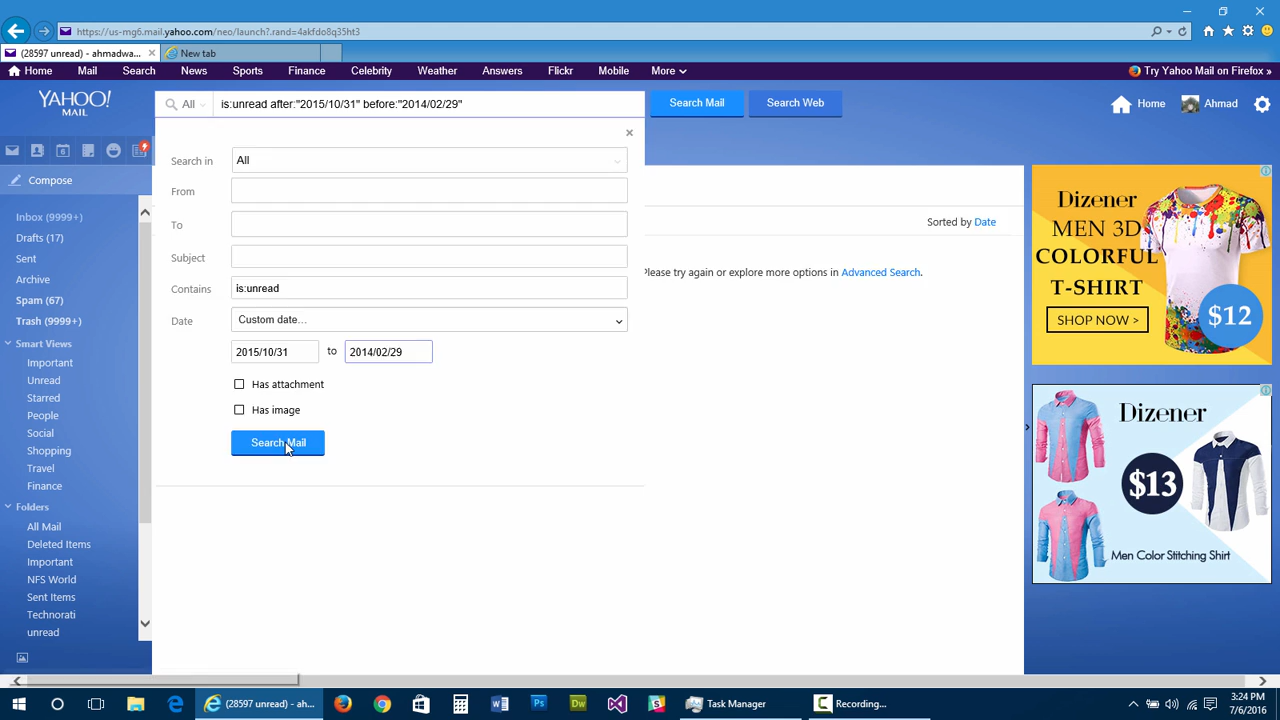 https://us-mg6.mail.yahoo.com/neo/launch?.rand=4akfdo8q35ht3
(28597 unread) - ahmadwa...
New tab
Home Mail Search News Sports Finance Celebrity Weather Answers Flickr Mobile More
Try Yahoo Mail on Firefox »
YAHOO!
MAIL
All
is:unread after:"2015/10/31" before:"2014/02/29"
Search Mail
Search Web
Home
Ahmad
Compose
Inbox (9999+)
Drafts (17)
Sent
Archive
Spam (67)
Trash (9999+)
Smart Views
Important
Unread
Starred
People
Social
Shopping
Travel
Finance
Folders
All Mail
Deleted Items
Important
NFS World
Sent Items
Technorati
unread
Search in All
From
To
Subject
Contains is:unread
Date Custom date...
2015/10/31 to 2014/02/29
Has attachment
Has image
Search Mail
Sorted by Date
Please try again or explore more options in Advanced Search.
Dizener
MEN 3D
COLORFUL
T-SHIRT
SHOP NOW >
$12
Dizener
$13
Men Color Stitching Shirt
(28597 unread) - ah...
Task Manager
Recording...
3:24 PM
7/6/2016